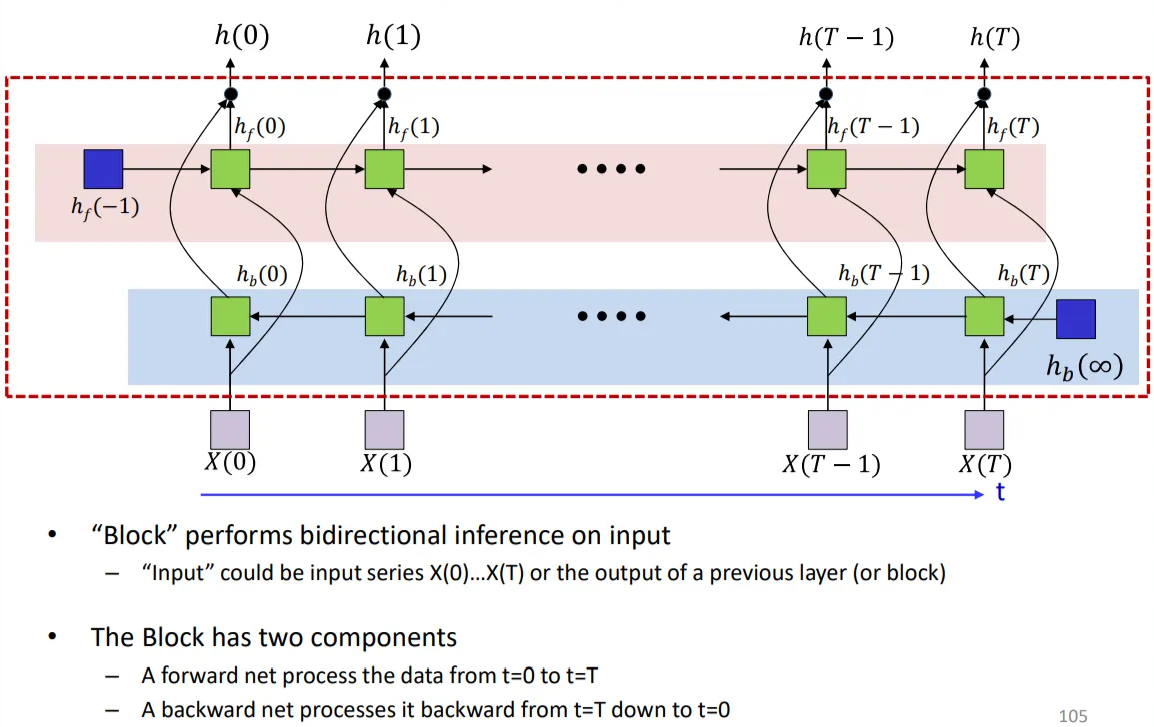 h(0) h(1) h(T − 1) h(T)
h_f(0) h_f(1) h_f(T − 1) h_f(T)
h_f(−1)
h_b(0) h_b(1) h_b(T − 1) h_b(T)
h_b(∞)
X(0) X(1) X(T − 1) X(T)
t
• “Block” performs bidirectional inference on input
– “Input” could be input series X(0)…X(T) or the output of a previous layer (or block)
• The Block has two components
– A forward net process the data from t=0 to t=T
– A backward net processes it backward from t=T down to t=0
105